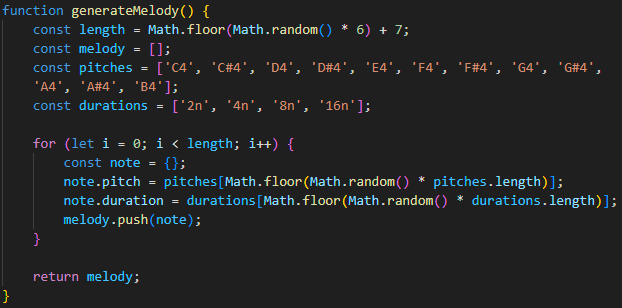 function generateMelody() {
    const length = Math.floor(Math.random() * 6) + 7;
    const melody = [];
    const pitches = ['C4', 'C#4', 'D4', 'D#4', 'E4', 'F4', 'F#4', 'G4', 'G#4',
    'A4', 'A#4', 'B4'];
    const durations = ['2n', '4n', '8n', '16n'];

    for (let i = 0; i < length; i++) {
        const note = {};
        note.pitch = pitches[Math.floor(Math.random() * pitches.length)];
        note.duration = durations[Math.floor(Math.random() * durations.length)];
        melody.push(note);
    }

    return melody;
}